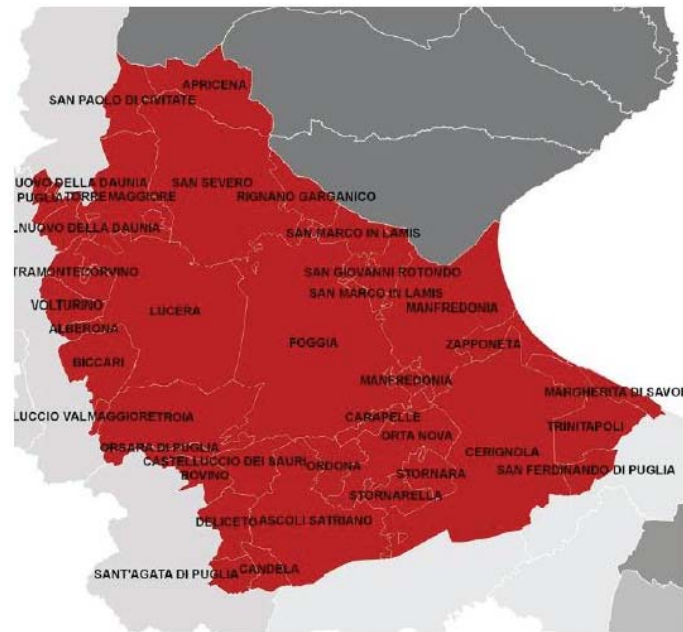 APRICENA
SAN PAOLO DI CIVITATE
UOVO DELLA DAUNIA
SAN SEVERO
PUGLIA
TORREMAGGIORE
RIGNANO GARGANICO
LNUOVO DELLA DAUNIA
SAN MARCO IN LAMIS
TRAMONTECORVINO
SAN GIOVANNI ROTONDO
SAN MARCO IN LAMIS
VOLTURINO
LUCERA
MANFREDONIA
ALBERONA
FOGGIA
ZAPPONETA
BICCARI
MANFREDONIA
MARGHERITA DI SAVOI
LUCCIO VALMAGGIORE
TROIA
CARAPELLE
TRINITAPOLI
ORTA NOVA
ORSARA DI PUGLIA
CERIGNOLA
CASTELLUCCIO DEI SAURI
ORDONA
BOVINO
STORNARA
SAN FERDINANDO DI PUGLIA
STORNARELLA
DELICETO
ASCOLI SATRIANO
SANT'AGATA DI PUGLIA
CANDELA